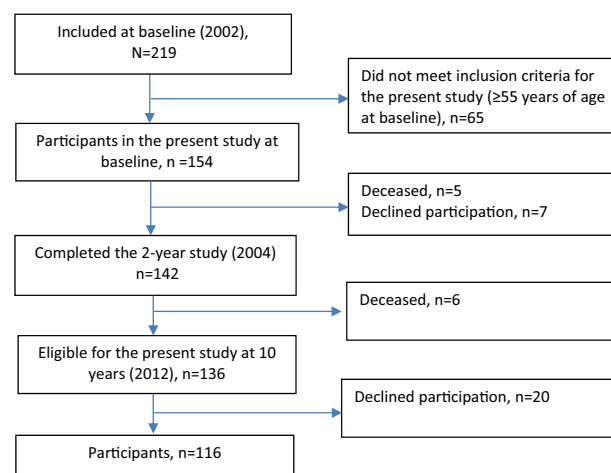 Included at baseline (2002),
N=219
Did not meet inclusion criteria for
the present study (≥55 years of age
at baseline), n=65
Participants in the present study at
baseline, n =154
Deceased, n=5
Declined participation, n=7
Completed the 2-year study (2004)
n=142
Deceased, n=6
Eligible for the present study at 10
years (2012), n=136
Declined participation, n=20
Participants, n=116